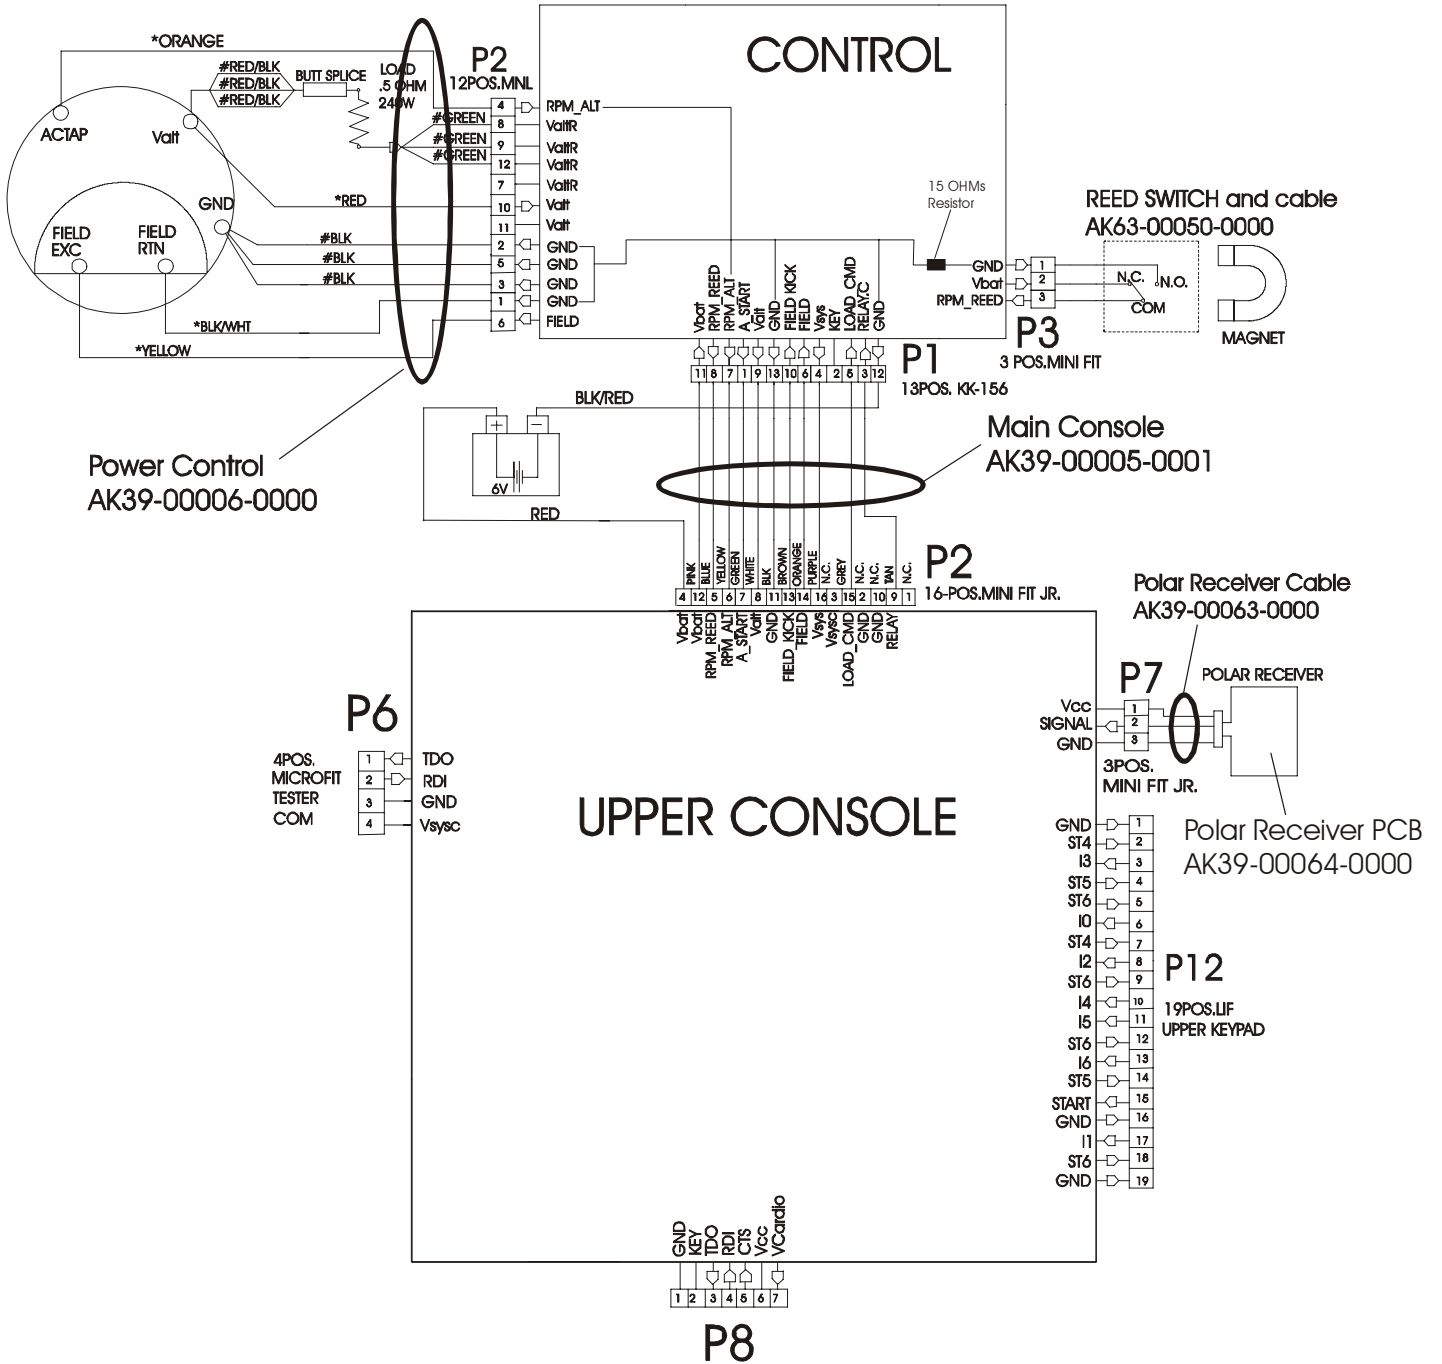 CONTROL
*ORANGE
#RED/BLK
#RED/BLK
#RED/BLK
BUTT SPLICE
LOAD
.5 OHM
240W
P2
12POS.MNL
ACTAP
Valt
GND
FIELD
EXC
FIELD
RTN
#GREEN
#GREEN
#GREEN
*RED
#BLK
#BLK
#BLK
*BLK/WHT
*YELLOW
4 RPM_ALT
8 ValtR
9 ValtR
12 ValtR
7 ValtR
10 Valt
11 Valt
2 GND
5 GND
3 GND
1 GND
6 FIELD
15 OHMs
Resistor
REED SWITCH and cable
AK63-00050-0000
GND 1
Vbat 2
RPM_REED 3
N.C.
N.O.
COM
MAGNET
P3
3 POS.MINI FIT
Vbat
RPM_REED
RPM_ALT
A_START
Valt
GND
FIELD KICK
FIELD
Vsys
KEY
LOAD_CMD
RELAY.C
GND
11 8 7 1 9 13 10 6 4 2 5 3 12
P1
13POS. KK-156
BLK/RED
+
−
6V
RED
Power Control
AK39-00006-0000
Main Console
AK39-00005-0001
PINK
BLUE
YELLOW
GREEN
WHITE
BLK
BROWN
ORANGE
PURPLE
N.C.
GREY
N.C.
N.C.
TAN
N.C.
P2
16-POS.MINI FIT JR.
4 12 5 6 7 8 11 13 14 16 3 15 2 10 9 1
Vbat
Vbat
RPM_REED
RPM_ALT
A_START
Valt
GND
FIELD_KICK
FIELD
Vsys
Vsysc
LOAD_CMD
GND
GND
RELAY
Polar Receiver Cable
AK39-00063-0000
P7
POLAR RECEIVER
Vcc 1
SIGNAL 2
GND 3
3POS.
MINI FIT JR.
Polar Receiver PCB
AK39-00064-0000
P6
4POS.
MICROFIT
TESTER
COM
1 TDO
2 RDI
3 GND
4 Vsysc
UPPER CONSOLE
GND 1
ST4 2
I3 3
ST5 4
ST6 5
I0 6
ST4 7
I2 8
ST6 9
I4 10
I5 11
ST6 12
I6 13
ST5 14
START 15
GND 16
I1 17
ST6 18
GND 19
P12
19POS.LIF
UPPER KEYPAD
GND
KEY
TDO
RDI
CTS
Vcc
VCardio
1 2 3 4 5 6 7
P8